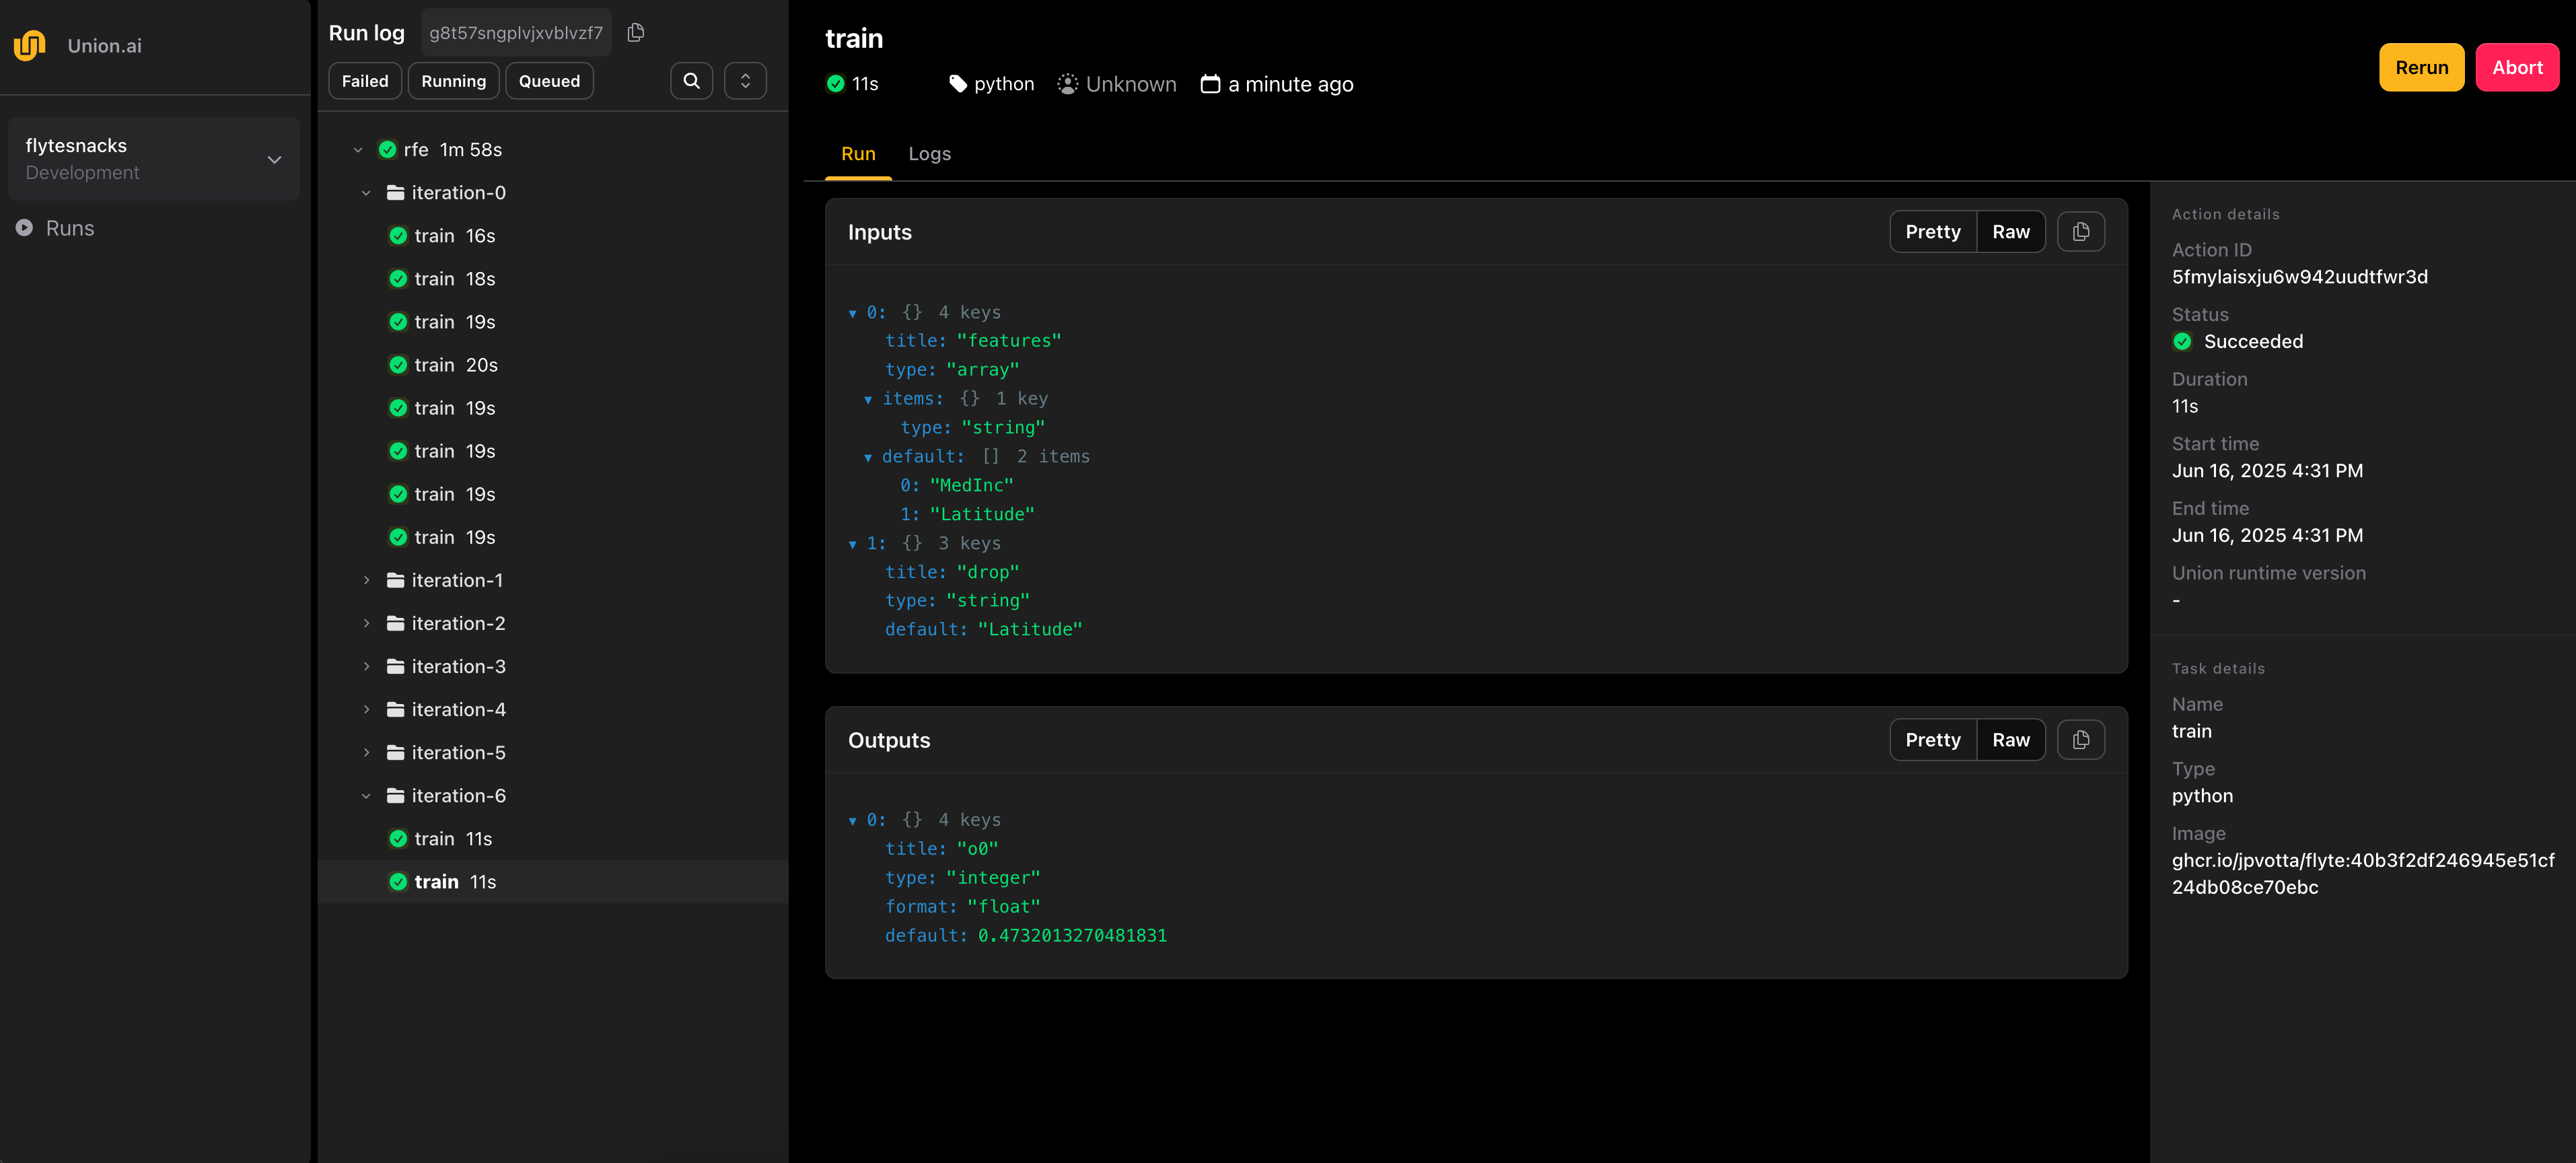 Union.ai
flytesnacks
Development
Runs
Run log g8t57sngplvjxvblvzf7
Failed Running Queued
rfe 1m 58s
iteration-0
train 16s
train 18s
train 19s
train 20s
train 19s
train 19s
train 19s
train 19s
iteration-1
iteration-2
iteration-3
iteration-4
iteration-5
iteration-6
train 11s
train 11s
train
11s python Unknown a minute ago
Rerun Abort
Run Logs
Inputs Pretty Raw
0: {} 4 keys
title: "features"
type: "array"
items: {} 1 key
type: "string"
default: [] 2 items
0: "MedInc"
1: "Latitude"
1: {} 3 keys
title: "drop"
type: "string"
default: "Latitude"
Outputs Pretty Raw
0: {} 4 keys
title: "o0"
type: "integer"
format: "float"
default: 0.4732013270481831
Action details
Action ID
5fmylaisxju6w942uudtfwr3d
Status
Succeeded
Duration
11s
Start time
Jun 16, 2025 4:31 PM
End time
Jun 16, 2025 4:31 PM
Union runtime version
-
Task details
Name
train
Type
python
Image
ghcr.io/jpvotta/flyte:40b3f2df246945e51cf
24db08ce70ebc